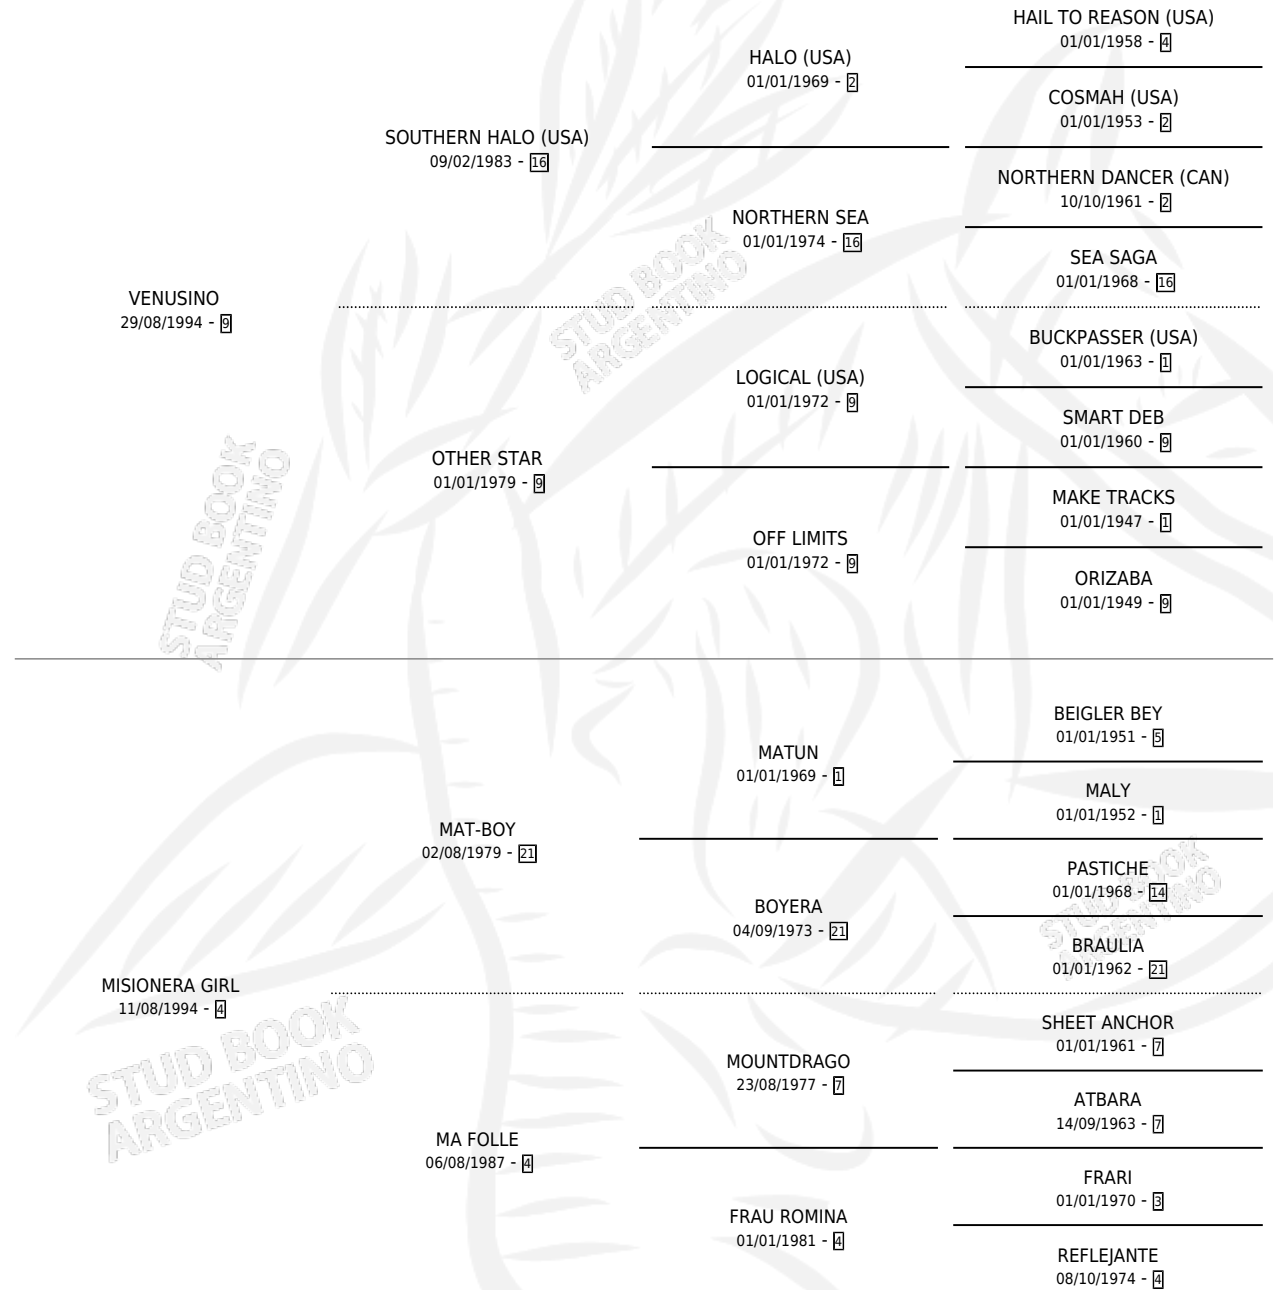 HAIL TO REASON (USA)
01/01/1958 - 4
HALO (USA)
01/01/1969 - 2
COSMAH (USA)
01/01/1953 - 2
SOUTHERN HALO (USA)
09/02/1983 - 16
NORTHERN DANCER (CAN)
10/10/1961 - 2
NORTHERN SEA
01/01/1974 - 16
SEA SAGA
01/01/1968 - 16
VENUSINO
29/08/1994 - 9
STUD BOOK
ARGENTINO
BUCKPASSER (USA)
01/01/1963 - 1
LOGICAL (USA)
01/01/1972 - 9
SMART DEB
01/01/1960 - 9
OTHER STAR
01/01/1979 - 9
MAKE TRACKS
01/01/1947 - 1
OFF LIMITS
01/01/1972 - 9
ORIZABA
01/01/1949 - 9
STUD BOOK
ARGENTINO
BEIGLER BEY
01/01/1951 - 5
MATUN
01/01/1969 - 1
MALY
01/01/1952 - 1
MAT-BOY
02/08/1979 - 21
PASTICHE
01/01/1968 - 14
BOYERA
04/09/1973 - 21
BRAULIA
01/01/1962 - 21
STUD BOOK
ARGENTINO
MISIONERA GIRL
11/08/1994 - 4
STUD BOOK
ARGENTINO
SHEET ANCHOR
01/01/1961 - 7
MOUNTDRAGO
23/08/1977 - 7
ATBARA
14/09/1963 - 7
MA FOLLE
06/08/1987 - 4
FRARI
01/01/1970 - 3
FRAU ROMINA
01/01/1981 - 4
REFLEJANTE
08/10/1974 - 4